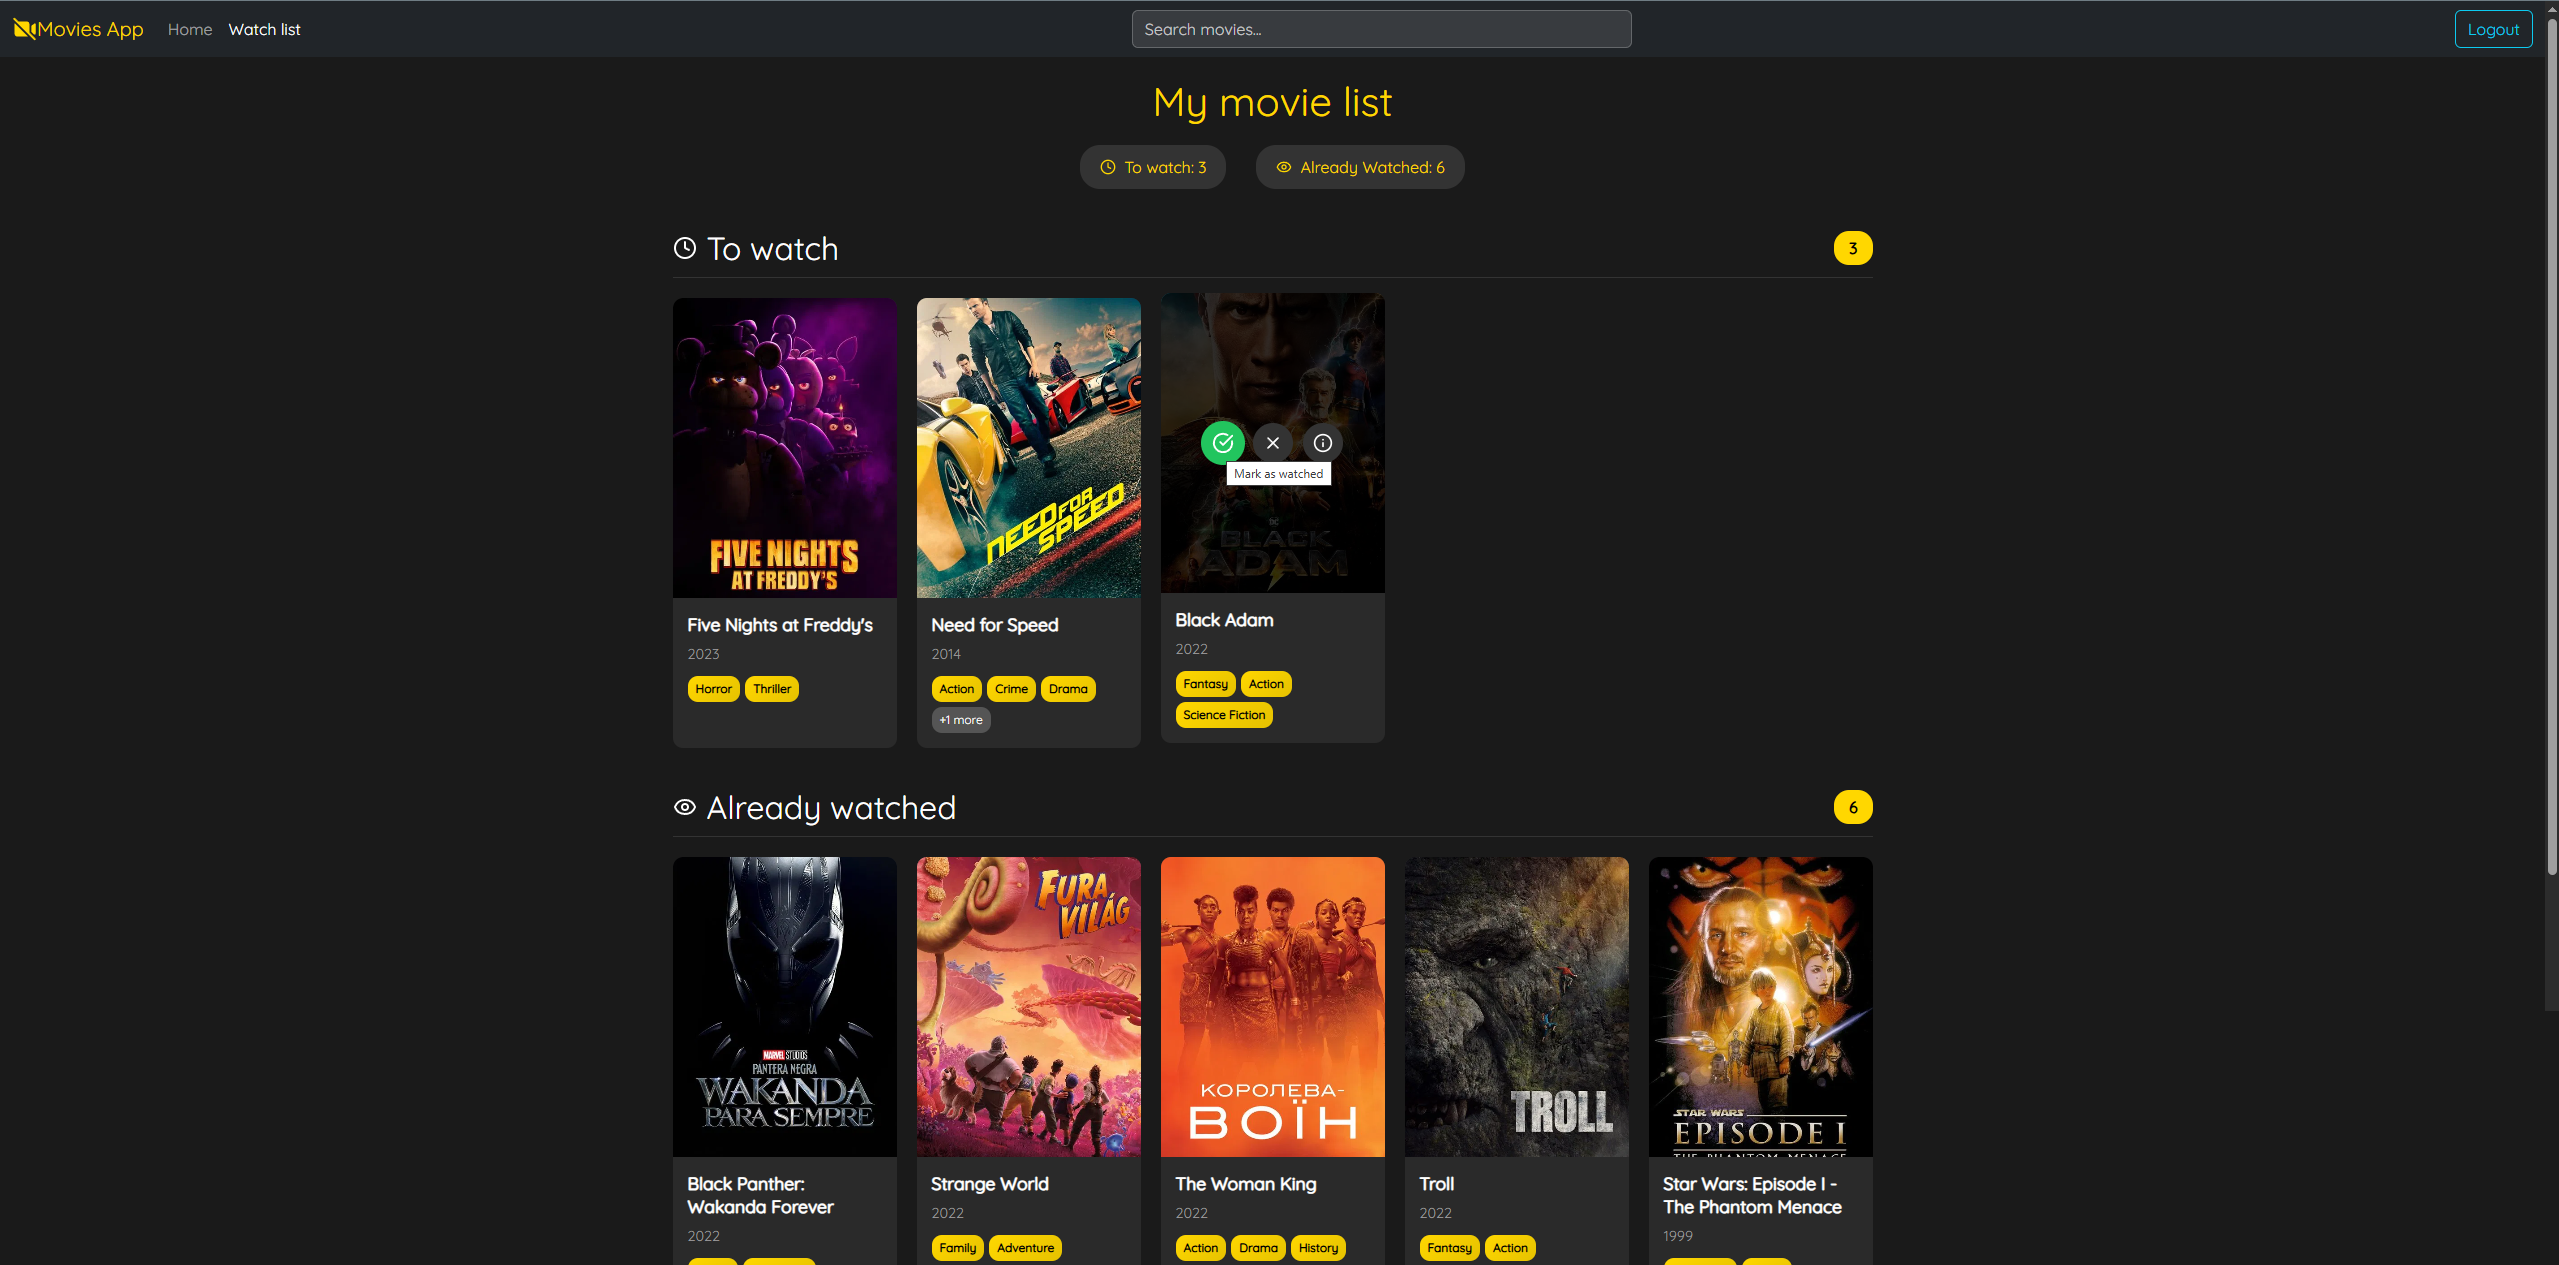 Movies App
Home
Watch list
Search movies...
Logout
My movie list
To watch: 3
Already Watched: 6
To watch
3
FIVE NIGHTS
AT FREDDY'S
Five Nights at Freddy's
2023
Horror
Thriller
NEED FOR
SPEED
Need for Speed
2014
Action
Crime
Drama
+1 more
Mark as watched
DC
BLACK
ADAM
Black Adam
2022
Fantasy
Action
Science Fiction
Already watched
6
MARVEL STUDIOS
PANTERA NEGRA
WAKANDA
PARA SEMPRE
Black Panther:
Wakanda Forever
2022
FURA
VILÁG
Strange World
2022
Family
Adventure
КОРОЛЕВА-
ВОЇН
The Woman King
2022
Action
Drama
History
TROLL
Troll
2022
Fantasy
Action
STAR WARS
EPISODE I
THE PHANTOM MENACE
Star Wars: Episode I -
The Phantom Menace
1999